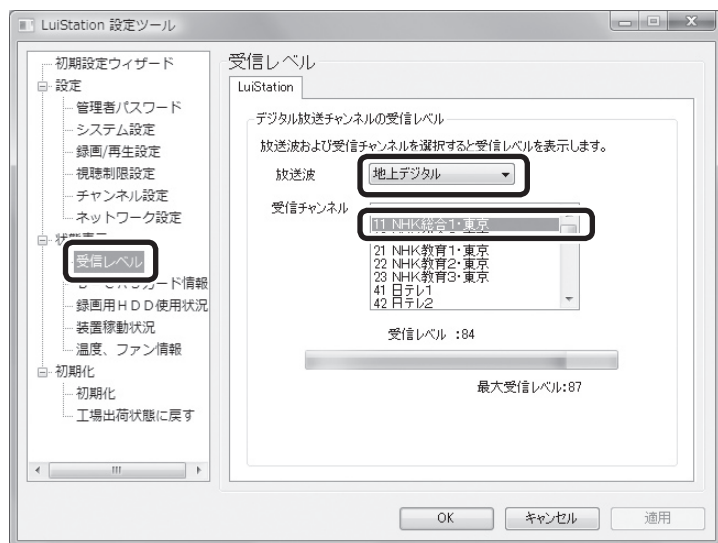 LuiStation 設定ツール
初期設定ウィザード
設定
管理者パスワード
システム設定
録画/再生設定
視聴制限設定
チャンネル設定
ネットワーク設定
受信レベル
カード情報
録画用HDD使用状況
装置稼動状況
温度、ファン情報
初期化
初期化
工場出荷状態に戻す
受信レベル
LuiStation
デジタル放送チャンネルの受信レベル
放送波および受信チャンネルを選択すると受信レベルを表示します。
放送波
地上デジタル
受信チャンネル
11 NHK総合1・東京
21 NHK教育1・東京
22 NHK教育2・東京
23 NHK教育3・東京
41 日テレ1
42 日テレ2
受信レベル :84
最大受信レベル:87
OK
キャンセル
適用